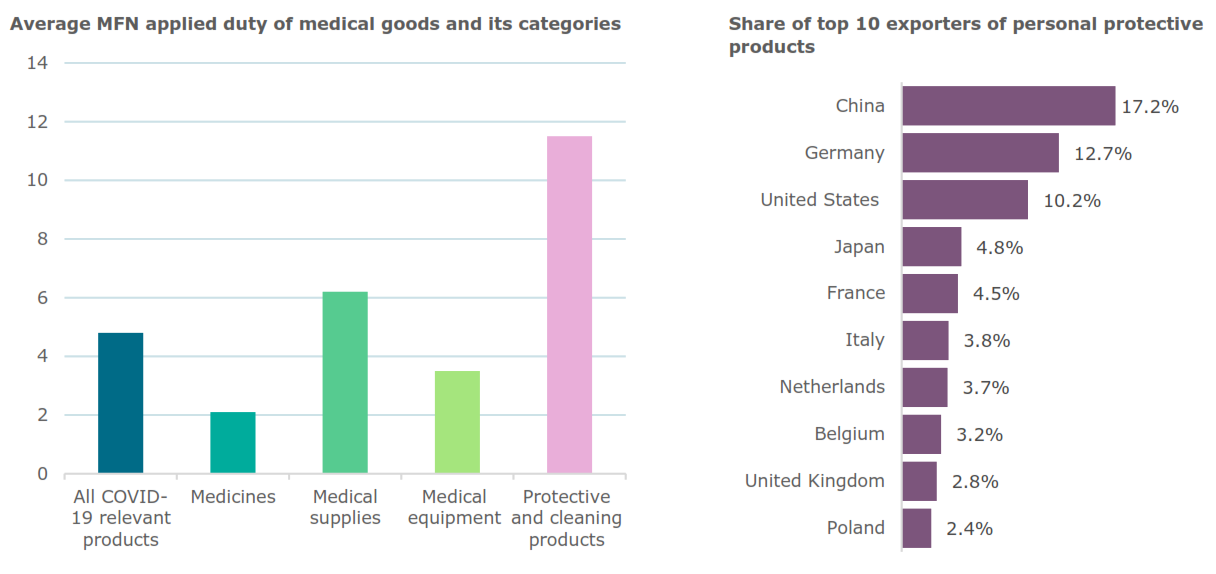 Average MFN applied duty of medical goods and its categories
14
12
10
8
6
4
2
0
All COVID-
19 relevant
products
Medicines
Medical
supplies
Medical
equipment
Protective
and cleaning
products
Share of top 10 exporters of personal protective
products
China 17.2%
Germany 12.7%
United States 10.2%
Japan 4.8%
France 4.5%
Italy 3.8%
Netherlands 3.7%
Belgium 3.2%
United Kingdom 2.8%
Poland 2.4%